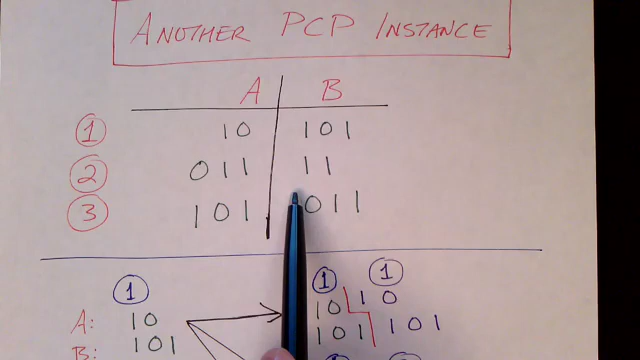 ANOTHER PCP INSTANCE
A B
1 10 101
2 011 11
3 101 011
1 1 1
A: 10 10 10
B: 101 101 101